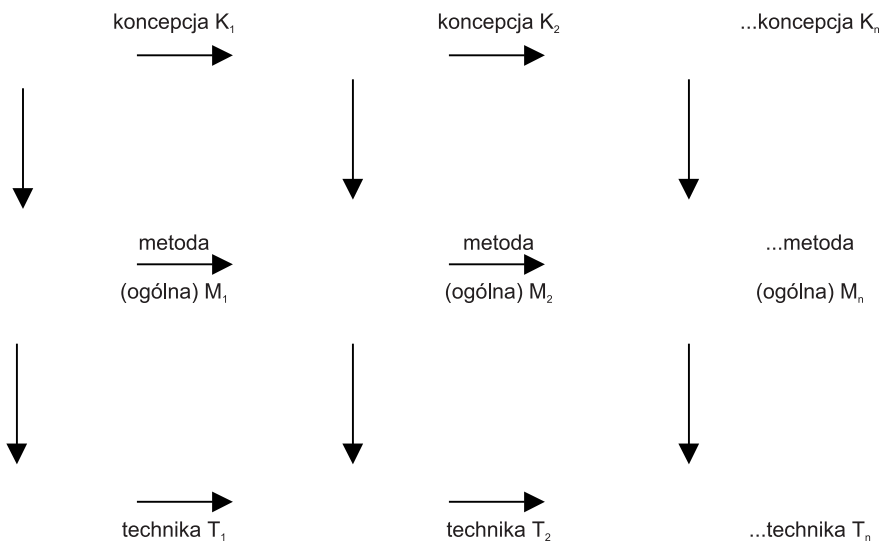 koncepcja K₁ koncepcja K₂ ...koncepcja Kₙ
metoda metoda ...metoda
(ogólna) M₁ (ogólna) M₂ (ogólna) Mₙ
technika T₁ technika T₂ ...technika Tₙ